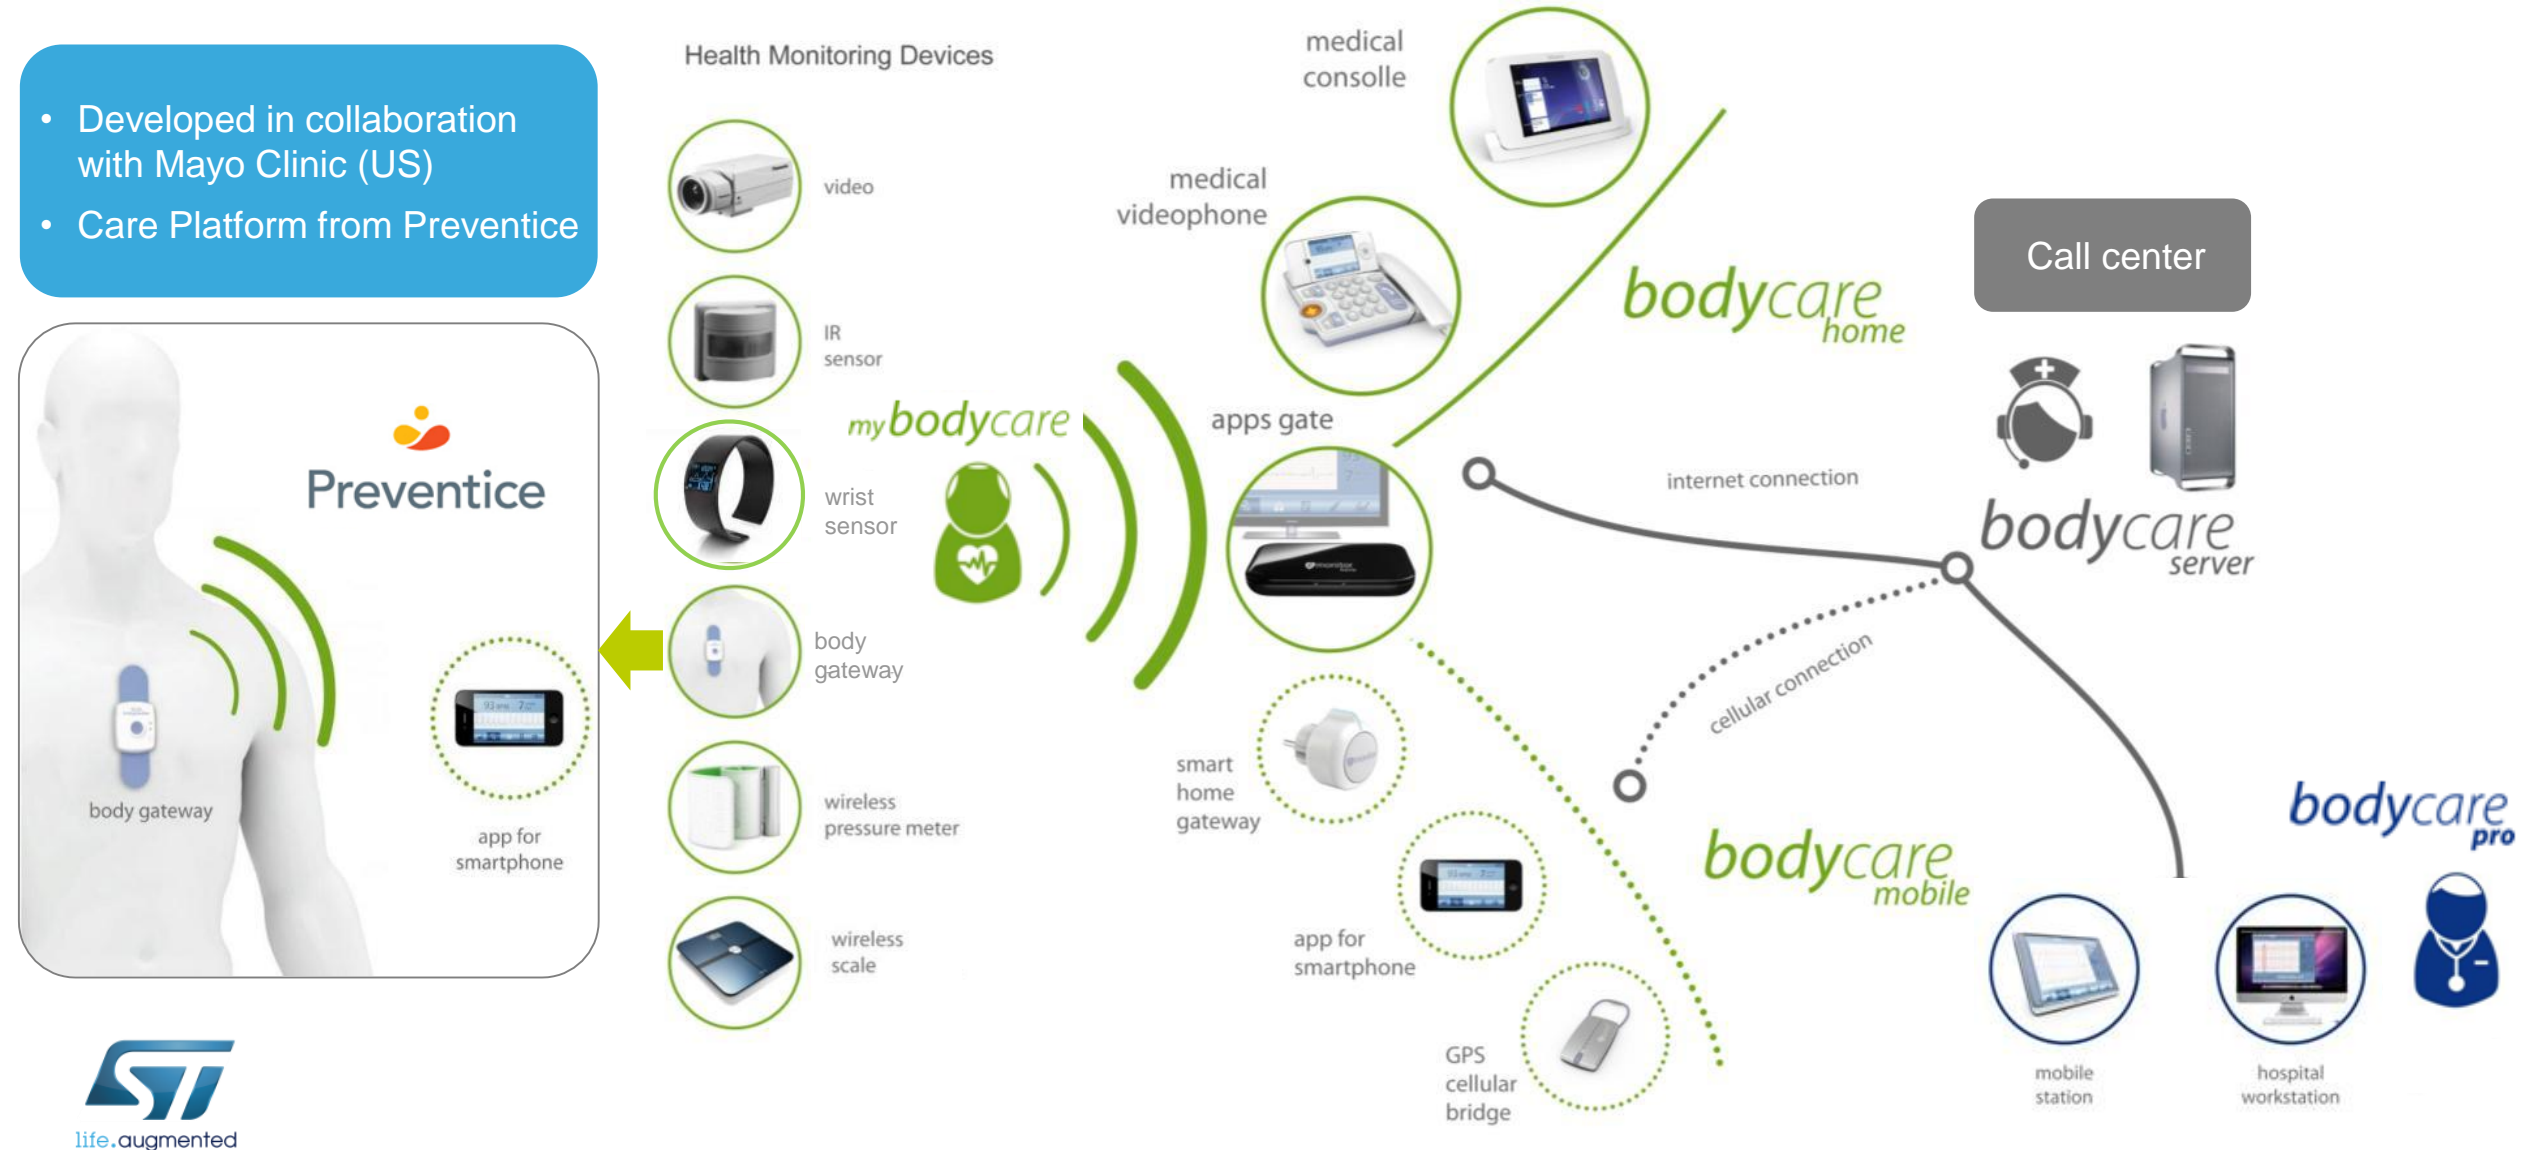 • Developed in collaboration
with Mayo Clinic (US)
• Care Platform from Preventice
Preventice
body gateway
app for
smartphone
life.augmented
Health Monitoring Devices
video
IR
sensor
wrist
sensor
body
gateway
wireless
pressure meter
wireless
scale
mybodycare
medical
consolle
medical
videophone
apps gate
monitor
smart
home
gateway
app for
smartphone
GPS
cellular
bridge
bodycare
home
internet connection
cellular connection
bodycare
mobile
Call center
bodycare
server
bodycare
pro
mobile
station
hospital
workstation
ST